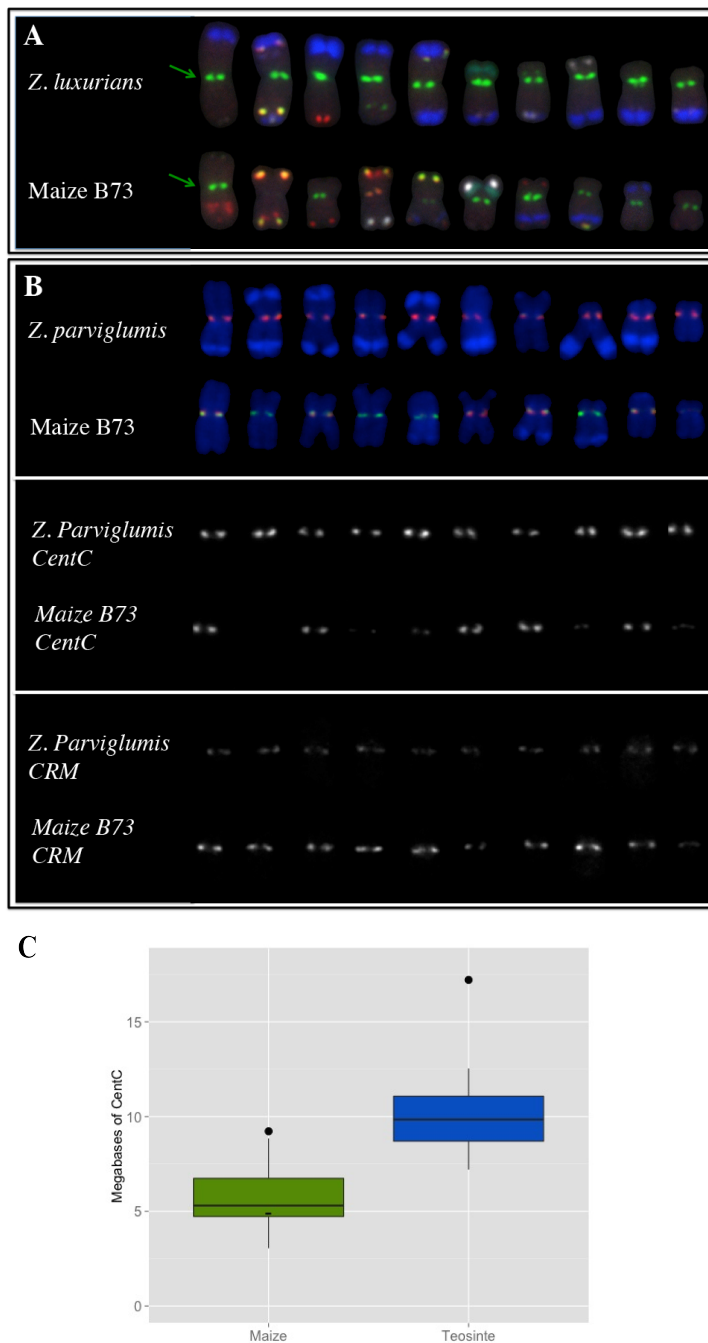 A
Z. luxurians
Maize B73
B
Z. parviglumis
Maize B73
Z. Parviglumis
CentC
Maize B73
CentC
Z. Parviglumis
CRM
Maize B73
CRM
C
Megabases of CentC
15
10
5
0
Maize
Teosinte